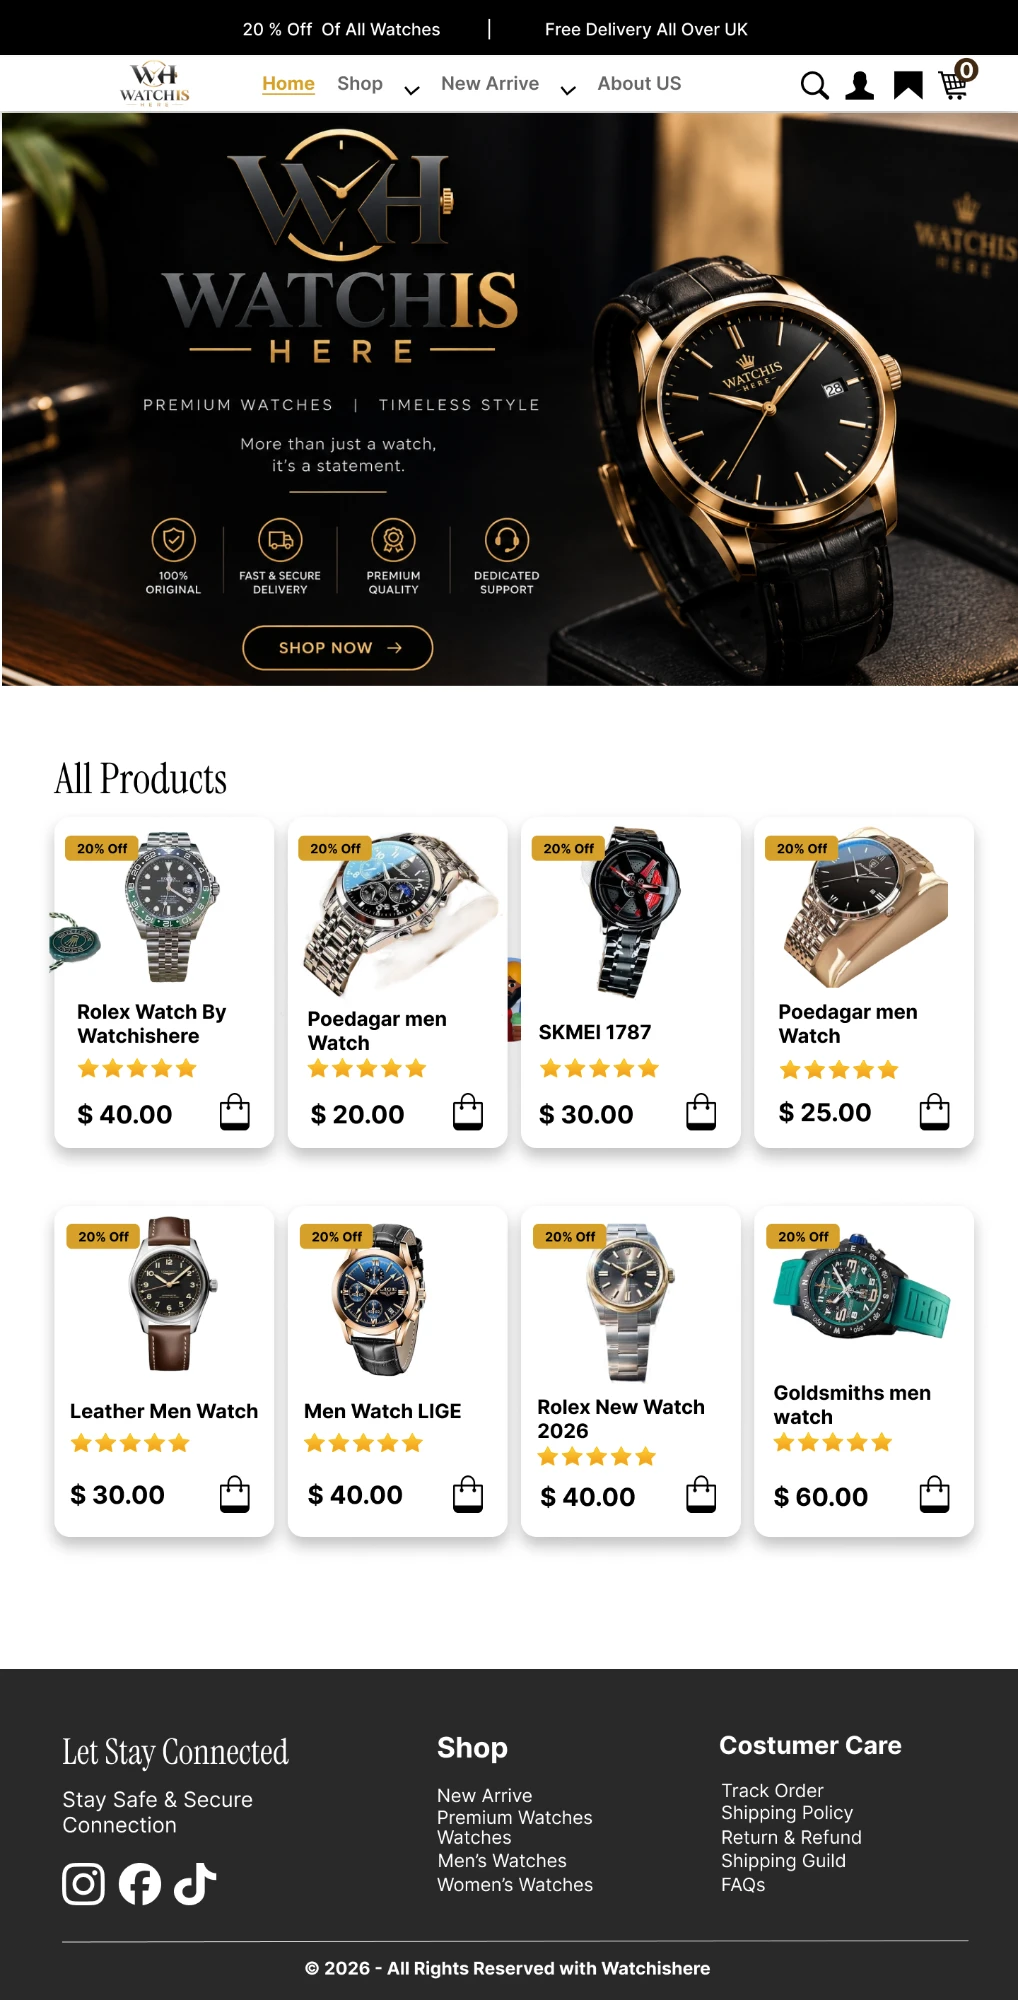 20 % Off Of All Watches | Free Delivery All Over UK
WH
WATCHIS
HERE
Home Shop New Arrive About US
0
WH
WATCHIS
HERE
PREMIUM WATCHES | TIMELESS STYLE
More than just a watch,
it's a statement.
100%
ORIGINAL
FAST & SECURE
DELIVERY
PREMIUM
QUALITY
DEDICATED
SUPPORT
SHOP NOW →
WATCHIS
HERE
28
WATCHIS
HERE
All Products
20% Off
20% Off
20% Off
20% Off
Rolex Watch By
Watchishere
$ 40.00
Poedagar men
Watch
$ 20.00
SKMEI 1787
$ 30.00
Poedagar men
Watch
$ 25.00
20% Off
20% Off
20% Off
20% Off
Leather Men Watch
$ 30.00
Men Watch LIGE
$ 40.00
Rolex New Watch
2026
$ 40.00
Goldsmiths men
watch
$ 60.00
Let Stay Connected
Stay Safe & Secure
Connection
Shop
New Arrive
Premium Watches
Watches
Men’s Watches
Women’s Watches
Costumer Care
Track Order
Shipping Policy
Return & Refund
Shipping Guild
FAQs
© 2026 - All Rights Reserved with Watchishere